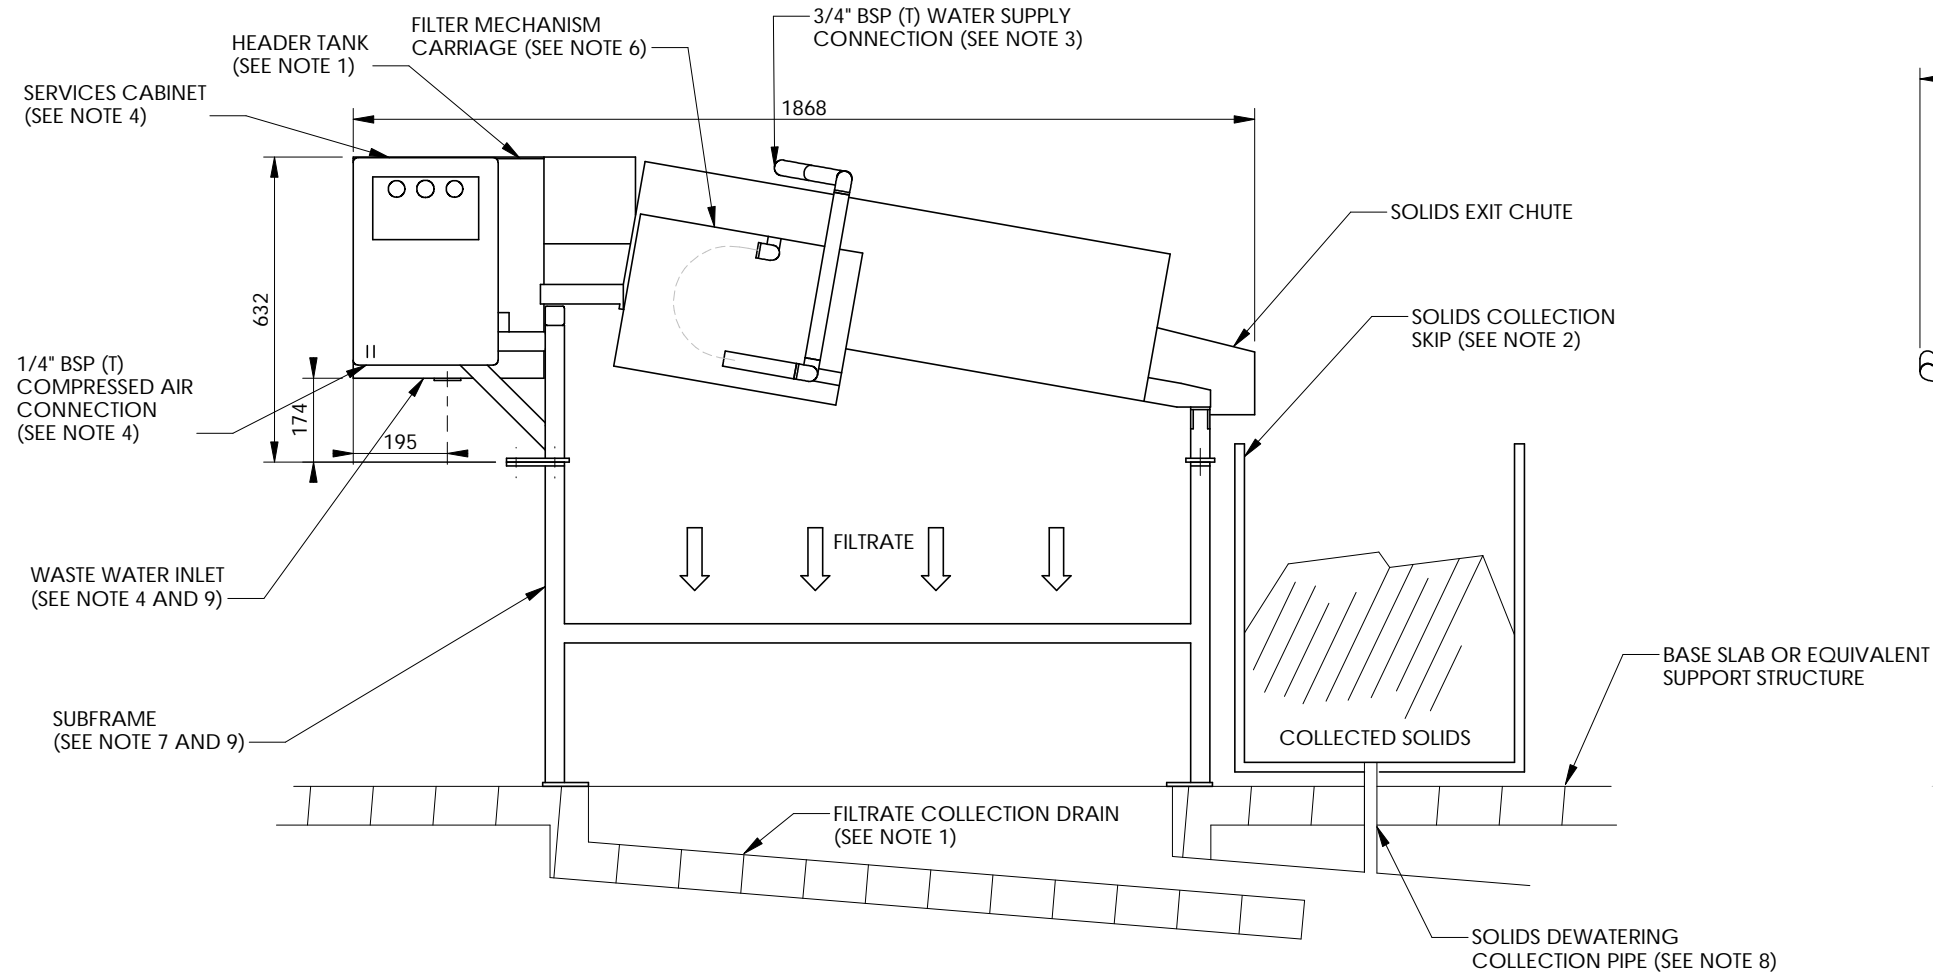 3/4" BSP (T) WATER SUPPLY
CONNECTION (SEE NOTE 3)
FILTER MECHANISM
CARRIAGE (SEE NOTE 6)
HEADER TANK
(SEE NOTE 1)
SERVICES CABINET
(SEE NOTE 4)
1868
SOLIDS EXIT CHUTE
632
SOLIDS COLLECTION
SKIP (SEE NOTE 2)
1/4" BSP (T)
COMPRESSED AIR
CONNECTION
(SEE NOTE 4)
174
195
FILTRATE
WASTE WATER INLET
(SEE NOTE 4 AND 9)
BASE SLAB OR EQUIVALENT
SUPPORT STRUCTURE
SUBFRAME
(SEE NOTE 7 AND 9)
COLLECTED SOLIDS
FILTRATE COLLECTION DRAIN
(SEE NOTE 1)
SOLIDS DEWATERING
COLLECTION PIPE (SEE NOTE 8)